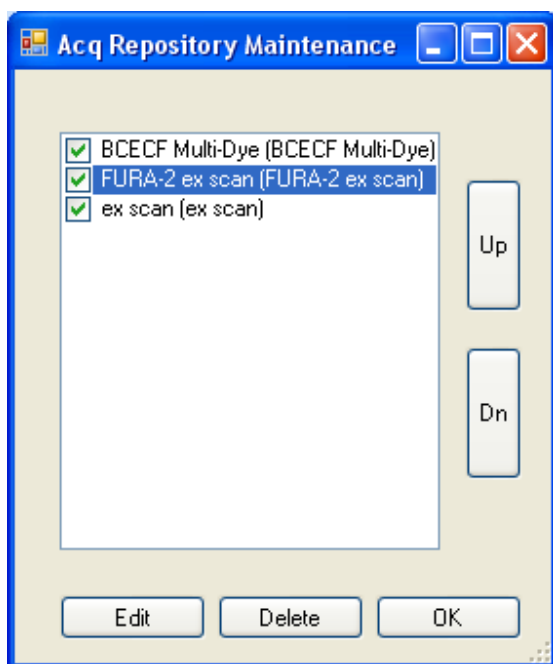 Acq Repository Maintenance
BCECF Multi-Dye (BCECF Multi-Dye)
FURA-2 ex scan (FURA-2 ex scan)
ex scan (ex scan)
Up
Dn
Edit Delete OK